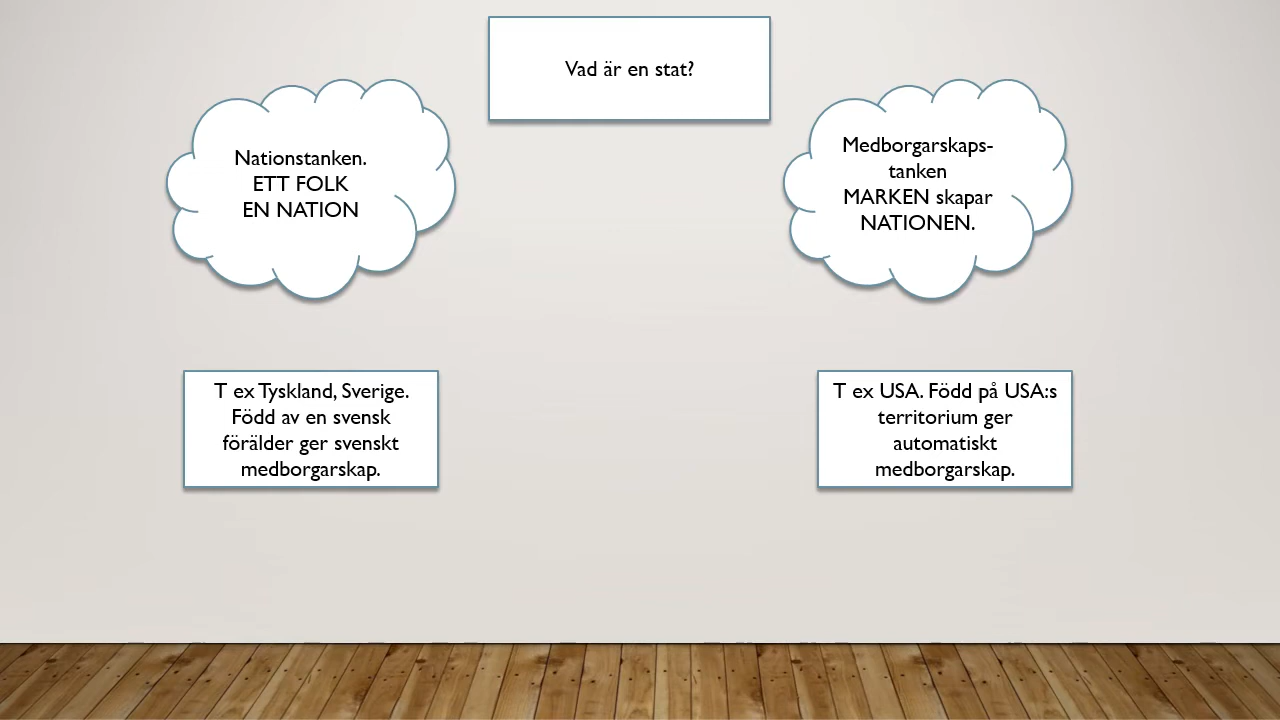 Vad är en stat?
Nationstanken.
ETT FOLK
EN NATION
Medborgarskaps-
tanken
MARKEN skapar
NATIONEN.
T ex Tyskland, Sverige.
Född av en svensk
förälder ger svenskt
medborgarskap.
T ex USA. Född på USA:s
territorium ger
automatiskt
medborgarskap.